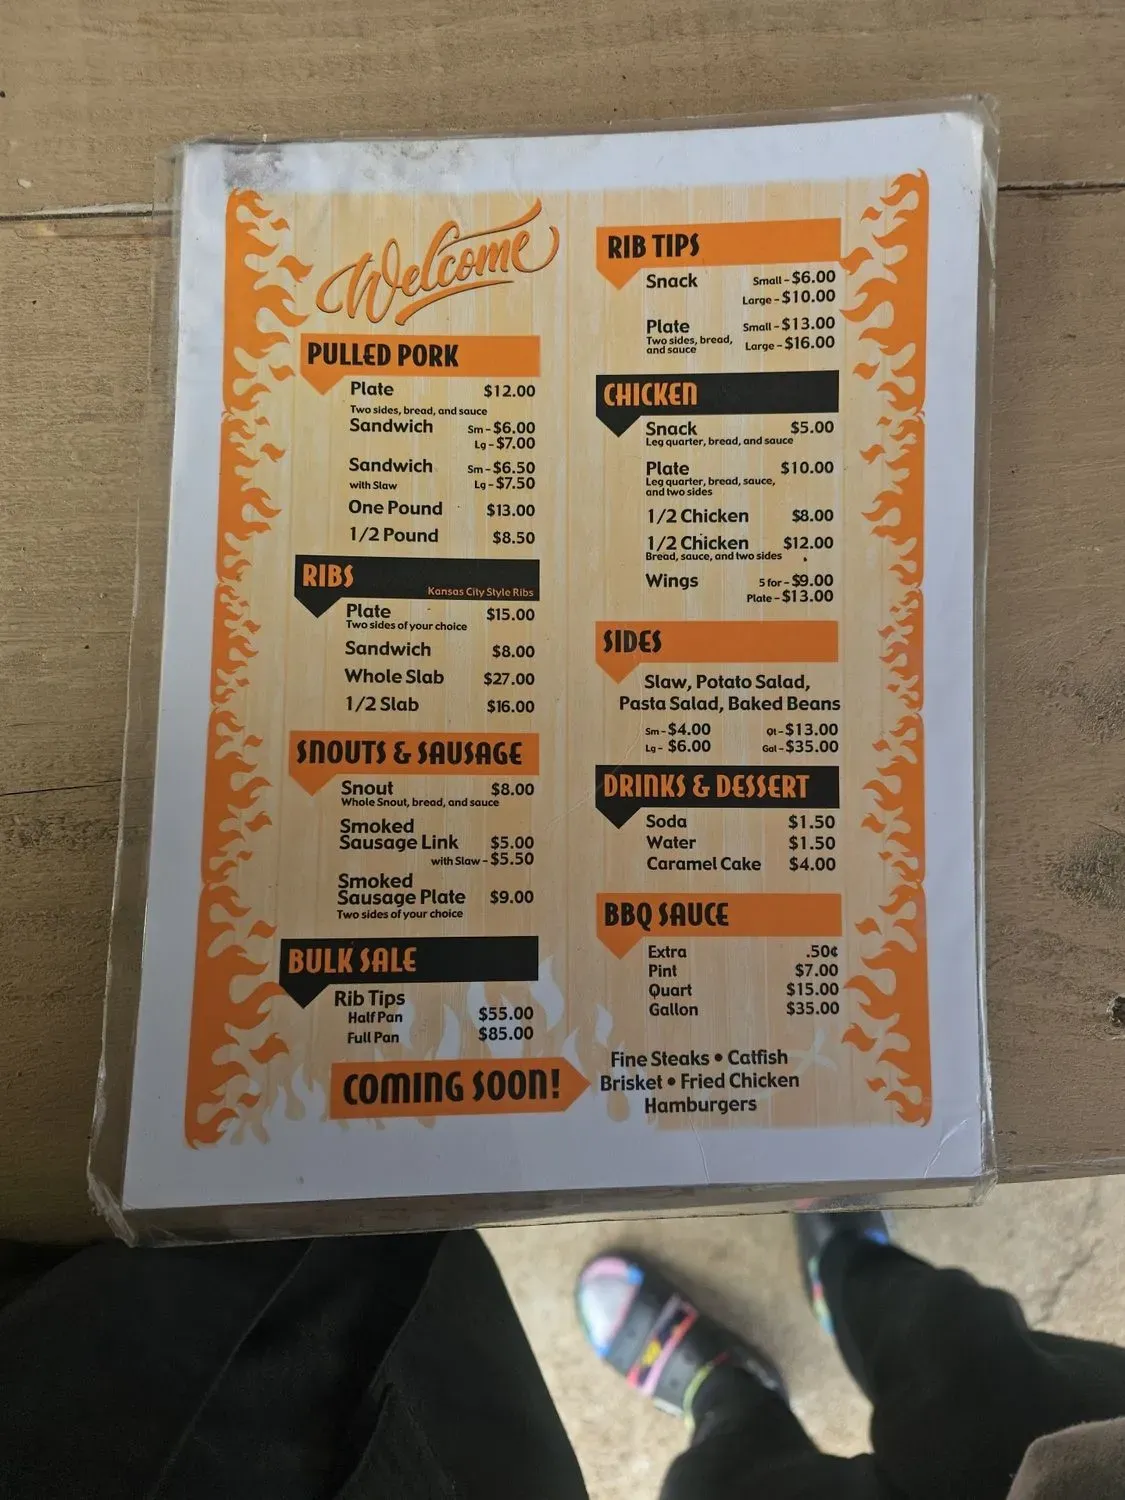 Welcome
PULLED PORK
Plate $12.00
Two sides, bread, and sauce
Sandwich Sm - $6.00
Lg - $7.00
Sandwich Sm - $6.50
with Slaw Lg - $7.50
One Pound $13.00
1/2 Pound $8.50
RIBS
Kansas City Style Ribs
Plate $15.00
Two sides of your choice
Sandwich $8.00
Whole Slab $27.00
1/2 Slab $16.00
SNOUTS & SAUSAGE
Snout $8.00
Whole Snout, bread, and sauce
Smoked
Sausage Link $5.00
with Slaw - $5.50
Smoked
Sausage Plate $9.00
Two sides of your choice
BULK SALE
Rib Tips
Half Pan $55.00
Full Pan $85.00
COMING SOON!
RIB TIPS
Snack Small - $6.00
Large - $10.00
Plate Small - $13.00
Two sides, bread,
and sauce Large - $16.00
CHICKEN
Snack $5.00
Leg quarter, bread, and sauce
Plate $10.00
Leg quarter, bread, sauce,
and two sides
1/2 Chicken $8.00
1/2 Chicken $12.00
Bread, sauce, and two sides
Wings 5 for - $9.00
Plate - $13.00
SIDES
Slaw, Potato Salad,
Pasta Salad, Baked Beans
Sm - $4.00 Qt - $13.00
Lg - $6.00 Gal - $35.00
DRINKS & DESSERT
Soda $1.50
Water $1.50
Caramel Cake $4.00
BBQ SAUCE
Extra .50¢
Pint $7.00
Quart $15.00
Gallon $35.00
Fine Steaks • Catfish
Brisket • Fried Chicken
Hamburgers